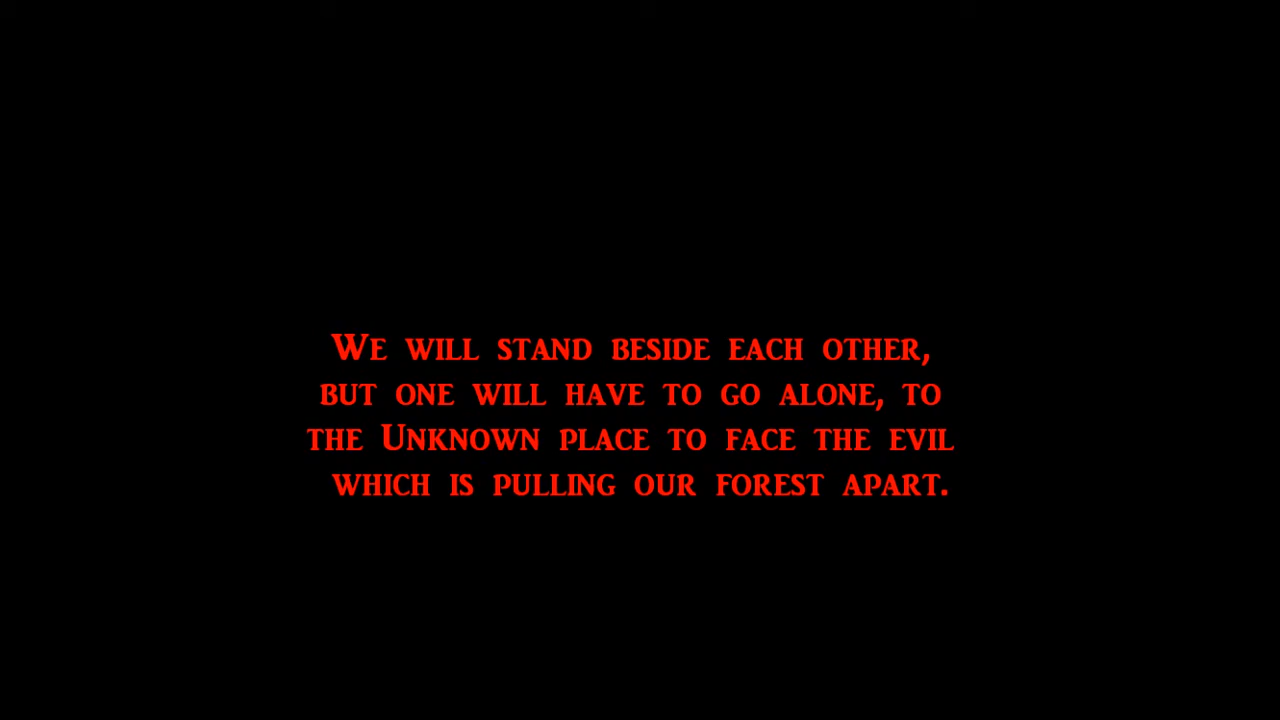 We will stand beside each other,
but one will have to go alone, to
the Unknown place to face the evil
which is pulling our forest apart.